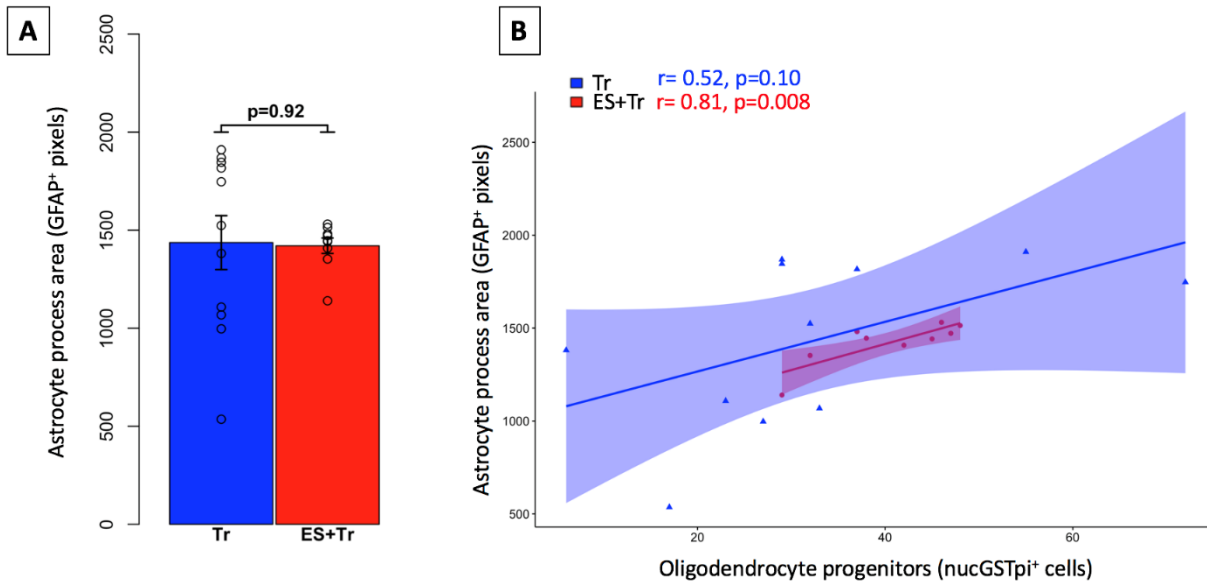 A
2500
2000
1500
1000
500
0
Astrocyte process area (GFAP⁺ pixels)
p=0.92
Tr
ES+Tr
B
Tr r= 0.52, p=0.10
ES+Tr r= 0.81, p=0.008
2500
2000
1500
1000
500
Astrocyte process area (GFAP⁺ pixels)
20
40
60
Oligodendrocyte progenitors (nucGSTpi⁺ cells)